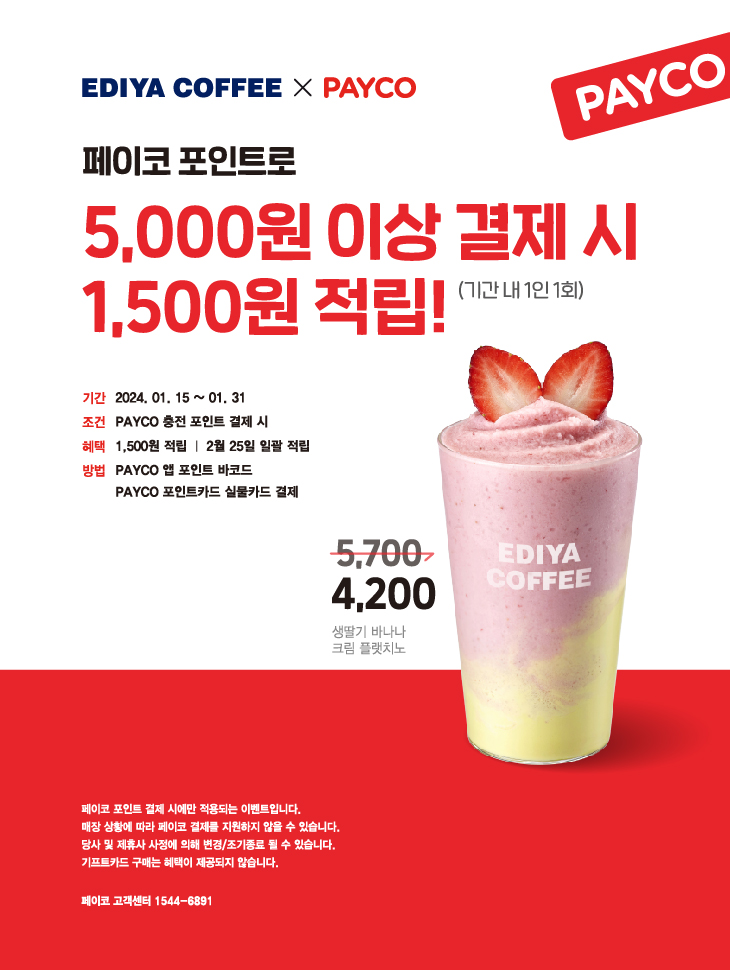 EDIYA COFFEE × PAYCO
PAYCO
페이코 포인트로
5,000원 이상 결제 시
1,500원 적립! (기간 내 1인 1회)
기간 2024. 01. 15 ~ 01. 31
조건 PAYCO 충전 포인트 결제 시
혜택 1,500원 적립 | 2월 25일 일괄 적립
방법 PAYCO 앱 포인트 바코드
PAYCO 포인트카드 실물카드 결제
5,700
4,200
생딸기 바나나
크림 플랫치노
EDIYA
COFFEE
페이코 포인트 결제 시에만 적용되는 이벤트입니다.
매장 상황에 따라 페이코 결제를 지원하지 않을 수 있습니다.
당사 및 제휴사 사정에 의해 변경/조기종료 될 수 있습니다.
기프트카드 구매는 혜택이 제공되지 않습니다.
페이코 고객센터 1544-6891